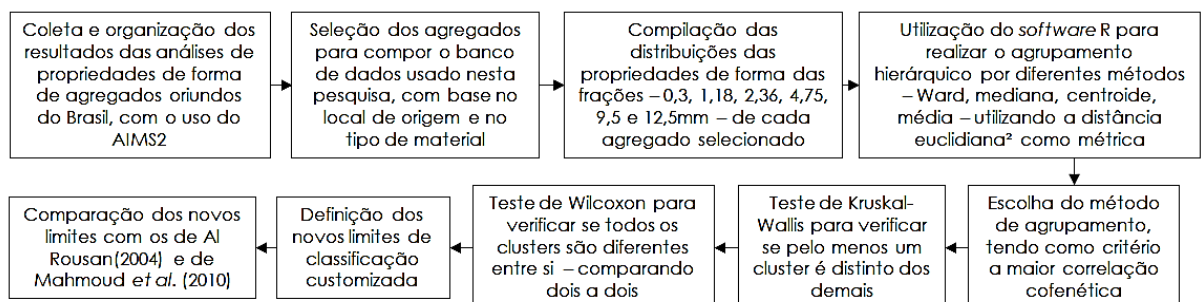 Coleta e organização dos
resultados das análises de
propriedades de forma
de agregados oriundos
do Brasil, com o uso do
AIMS2
Seleção dos agregados
para compor o banco
de dados usado nesta
pesquisa, com base no
local de origem e no
tipo de material
Compilação das
distribuições das
propriedades de forma das
frações – 0,3, 1,18, 2,36, 4,75,
9,5 e 12,5mm – de cada
agregado selecionado
Utilização do software R para
realizar o agrupamento
hierárquico por diferentes métodos
– Ward, mediana, centroide,
média – utilizando a distância
euclidiana² como métrica
Escolha do método
de agrupamento,
tendo como critério
a maior correlação
cofenética
Teste de Kruskal-
Wallis para verificar
se pelo menos um
cluster é distinto dos
demais
Teste de Wilcoxon para
verificar se todos os
clusters são diferentes
entre si – comparando
dois a dois
Definição dos
novos limites de
classificação
customizada
Comparação dos novos
limites com os de Al
Rousan(2004) e de
Mahmoud et al. (2010)